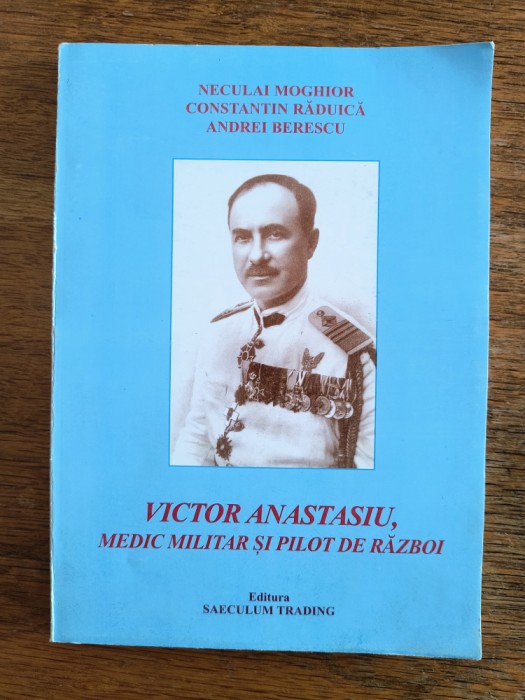 NECULAI MOGHIOR
CONSTANTIN RĂDUICĂ
ANDREI BERESCU
VICTOR ANASTASIU,
MEDIC MILITAR ȘI PILOT DE RĂZBOI
Editura
SAECULUM TRADING